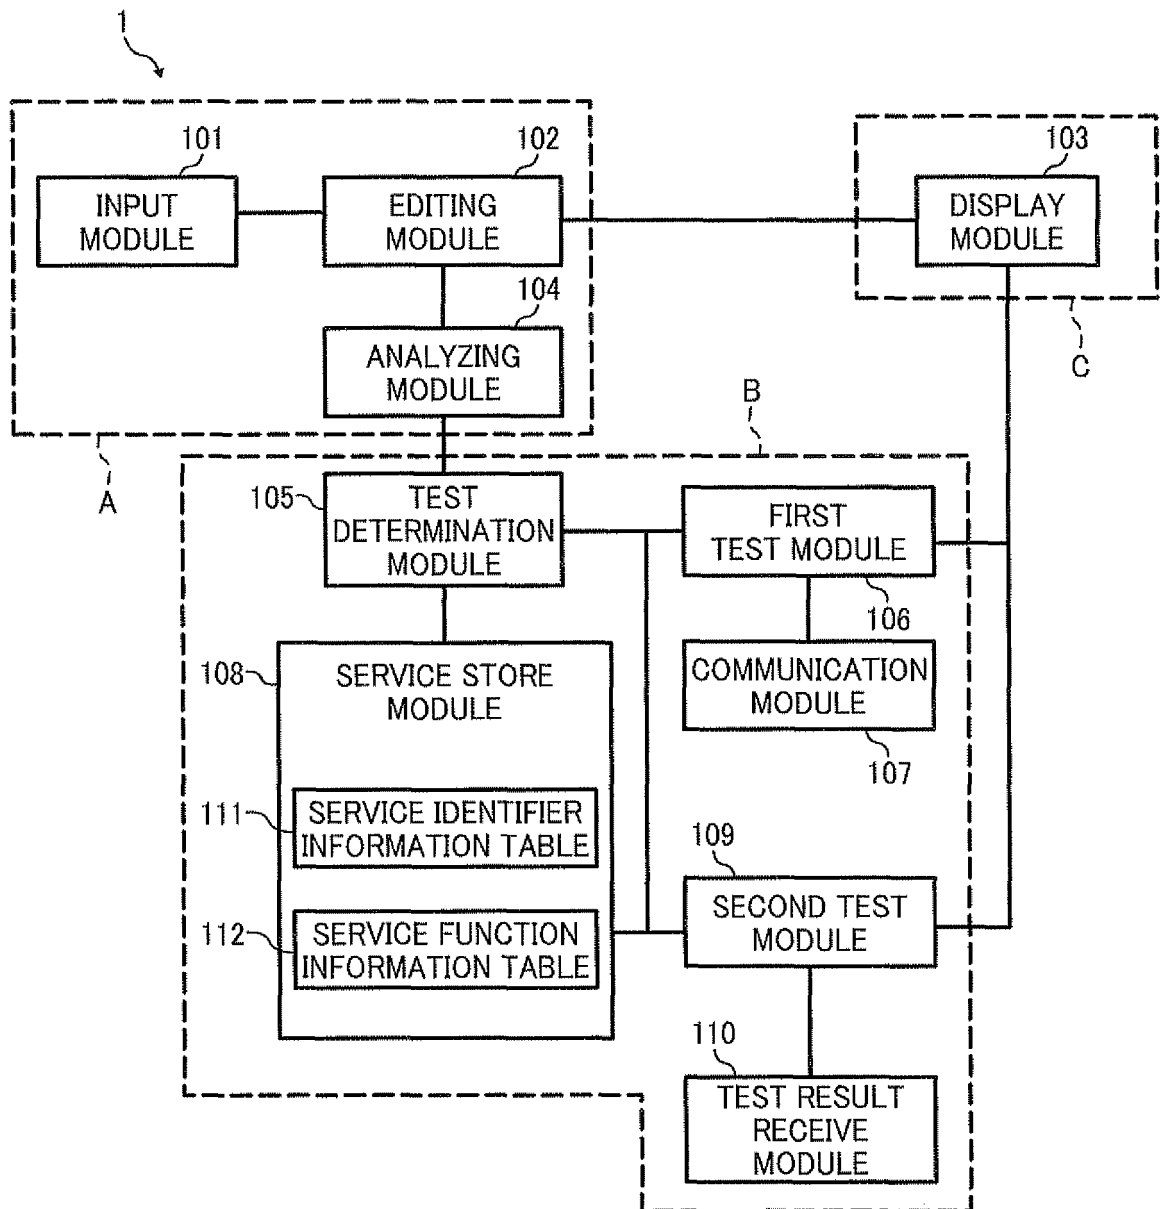 1
101
INPUT
MODULE
102
EDITING
MODULE
103
DISPLAY
MODULE
104
ANALYZING
MODULE
A
B
C
105
TEST
DETERMINATION
MODULE
FIRST
TEST MODULE
106
108
SERVICE STORE
MODULE
COMMUNICATION
MODULE
107
111
SERVICE IDENTIFIER
INFORMATION TABLE
109
SECOND TEST
MODULE
112
SERVICE FUNCTION
INFORMATION TABLE
110
TEST RESULT
RECEIVE
MODULE